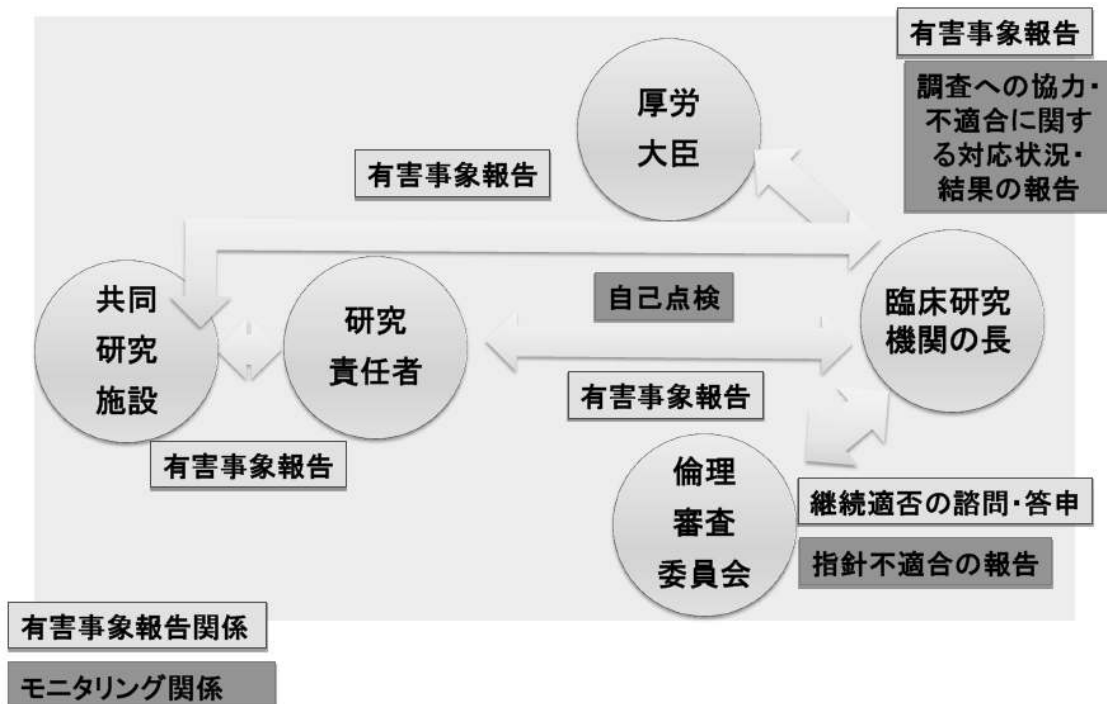 有害事象報告
調査への協力・
不適合に関す
る対応状況・
結果の報告
厚労
大臣
有害事象報告
共同
研究
施設
研究
責任者
自己点検
臨床研究
機関の長
有害事象報告
有害事象報告
倫理
審査
委員会
継続適否の諮問・答申
指針不適合の報告
有害事象報告関係
モニタリング関係